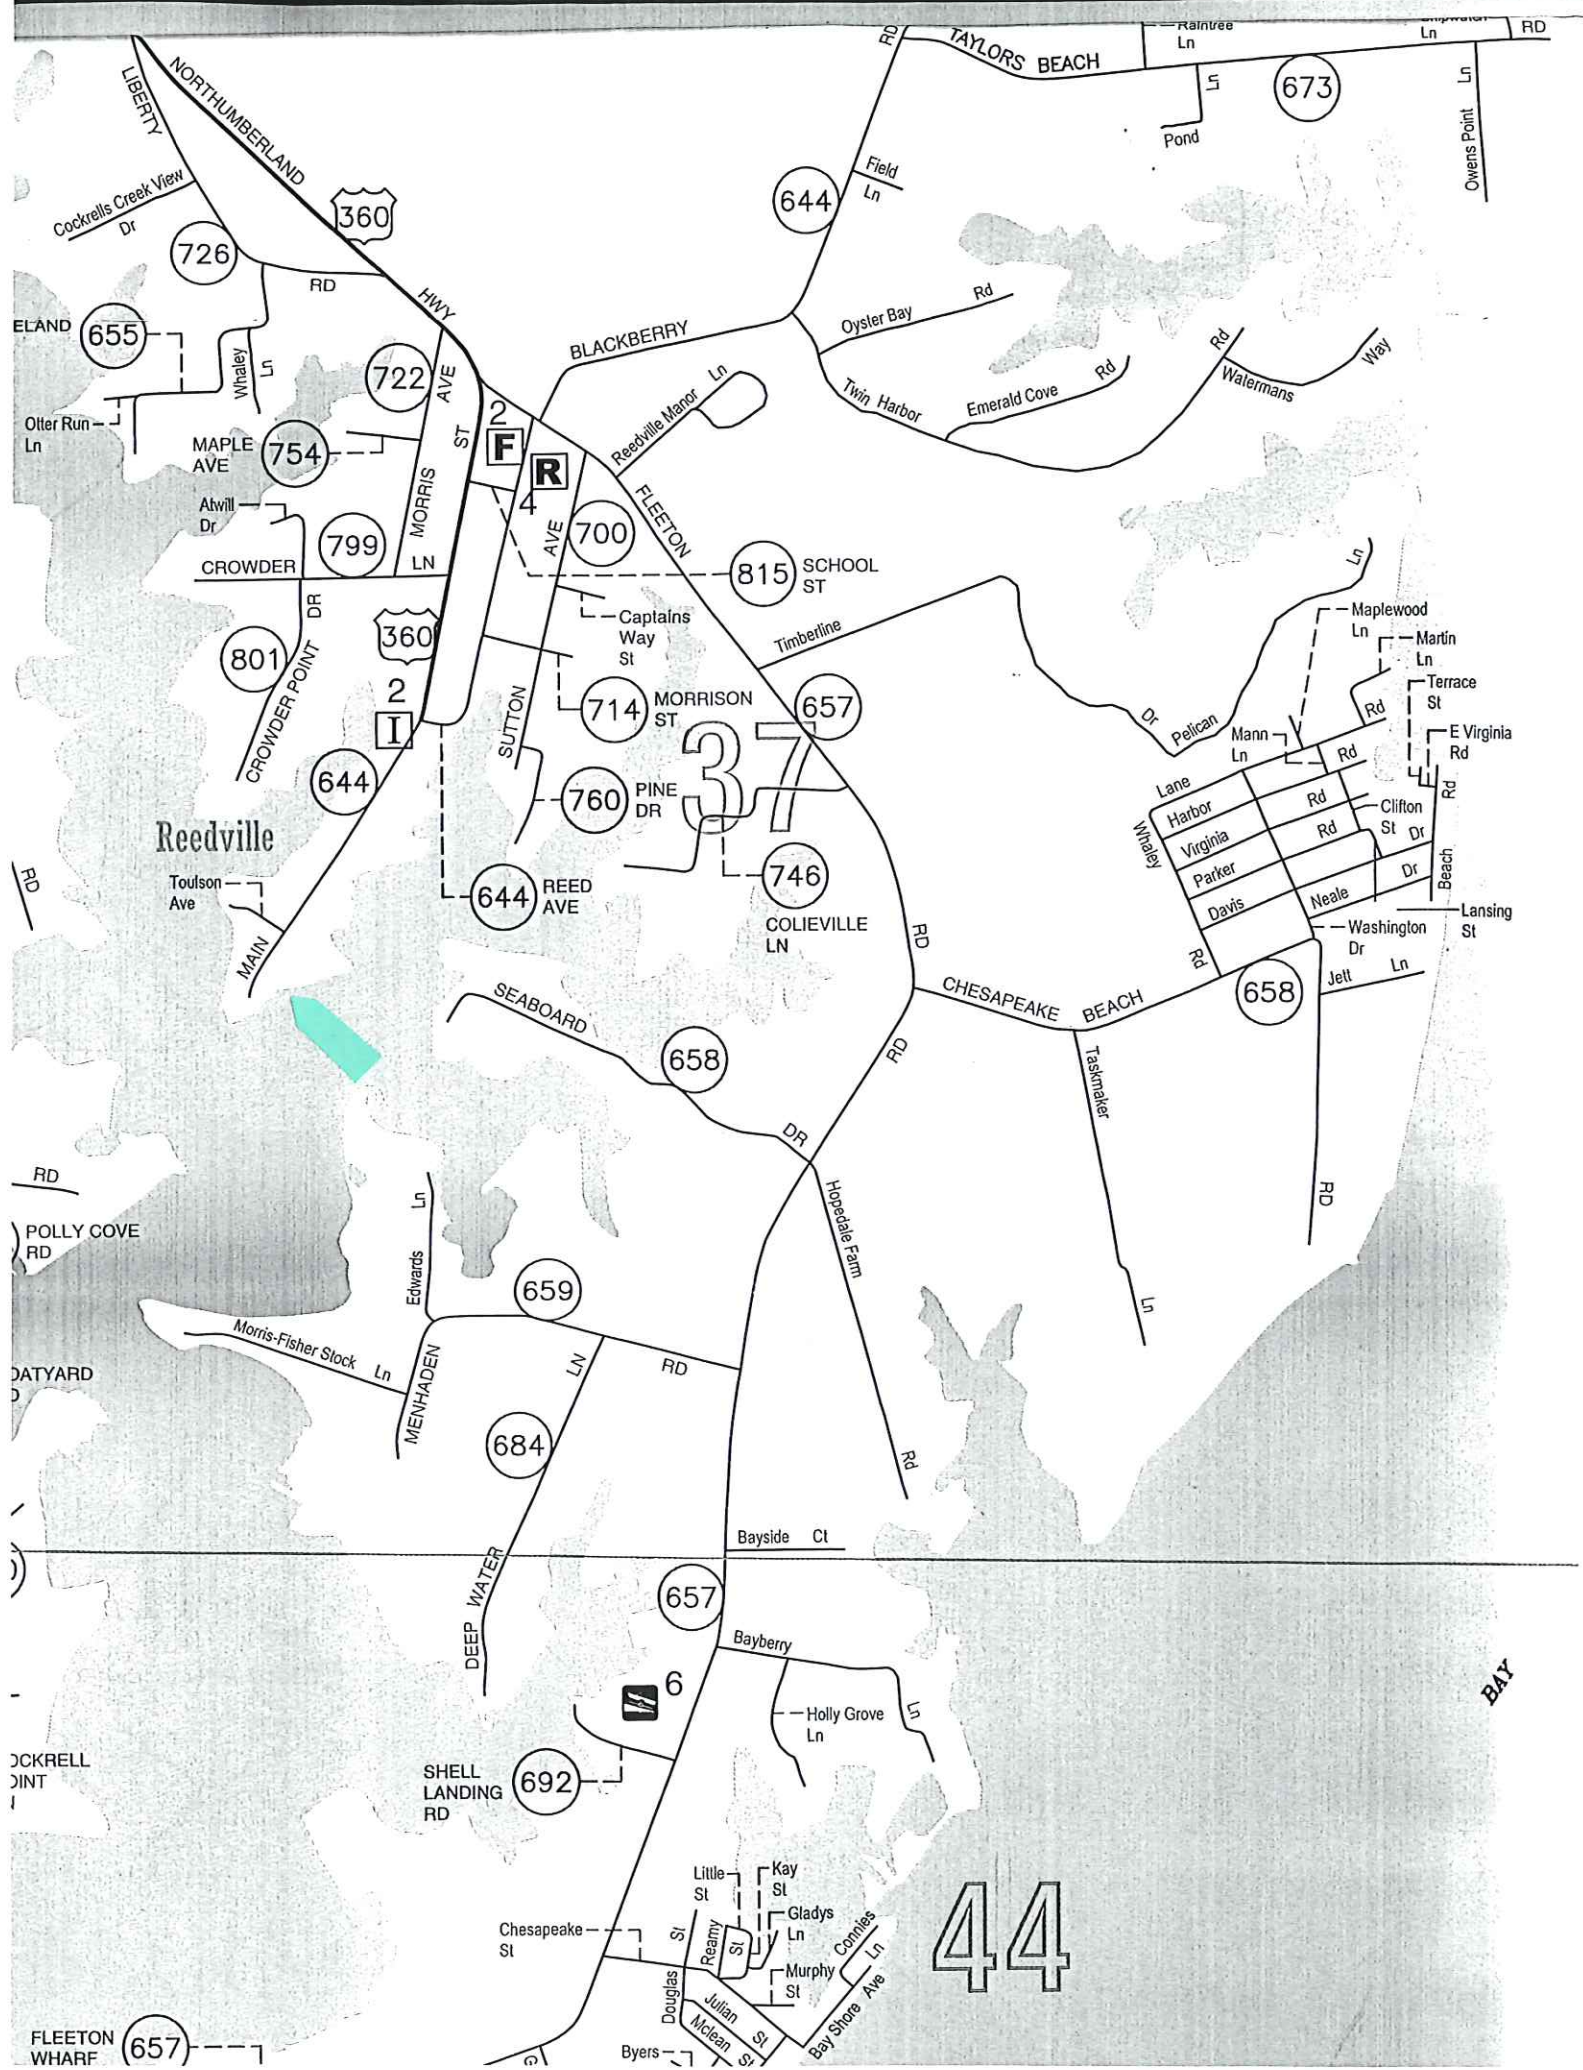 RD
TAYLORS BEACH
Raintree
Ln
Ln
RD
673
Ln
Pond
Owens Point Ln
LIBERTY
NORTHUMBERLAND
360
HWY
Cockrells Creek View
Dr
726
RD
644
Field
Ln
ELAND
655
Whaley
Ln
Otter Run
Ln
722
AVE
MORRIS
MAPLE
AVE
754
Atwill
Dr
799
CROWDER
LN
ST
2
F
R
4
BLACKBERRY
Oyster Bay Rd
Twin Harbor
Rd
Emerald Cove Rd
Walermans Way
Reedville Manor Ln
FLEETON
AVE
700
815
SCHOOL
ST
Captains
Way
St
Timberline
Dr
Pelican
Ln
DR
801
CROWDER POINT
360
2
I
644
SUTTON
714
MORRISON
ST
657
37
760
PINE
DR
746
COLIEVILLE
LN
644
REED
AVE
Maplewood
Ln
Martin
Ln
Terrace
St
E Virginia
Rd
Mann
Ln
Rd
Rd
Lane
Harbor
Rd
Virginia
Rd
Parker
Dr
Davis
Neale
Dr
Clifton
St
Rd
Beach
Whaley
Rd
Lansing
St
Washington
Dr
Jett Ln
Reedville
Toulson
Ave
MAIN
RD
RD
SEABOARD
658
DR
CHESAPEAKE BEACH
658
RD
RD
Taskmaker
Ln
Hopedale Farm
Rd
RD
POLLY COVE
RD
Edwards
Ln
659
RD
Morris-Fisher Stock Ln
MENHADEN
OATYARD
LN
684
DEEP WATER
Bayside Ct
657
Bayberry
Ln
Holly Grove
Ln
6
BAY
OCKRELL
OINT
SHELL
LANDING
RD
692
Little
St
Kay
St
Gladys
Ln
Chesapeake
St
St
Reamy
St
Murphy
St
Connies
Ln
Douglas
Julian St
Mclean St
Bay Shore Ave
44
FLEETON
WHARF
657
Byers
G